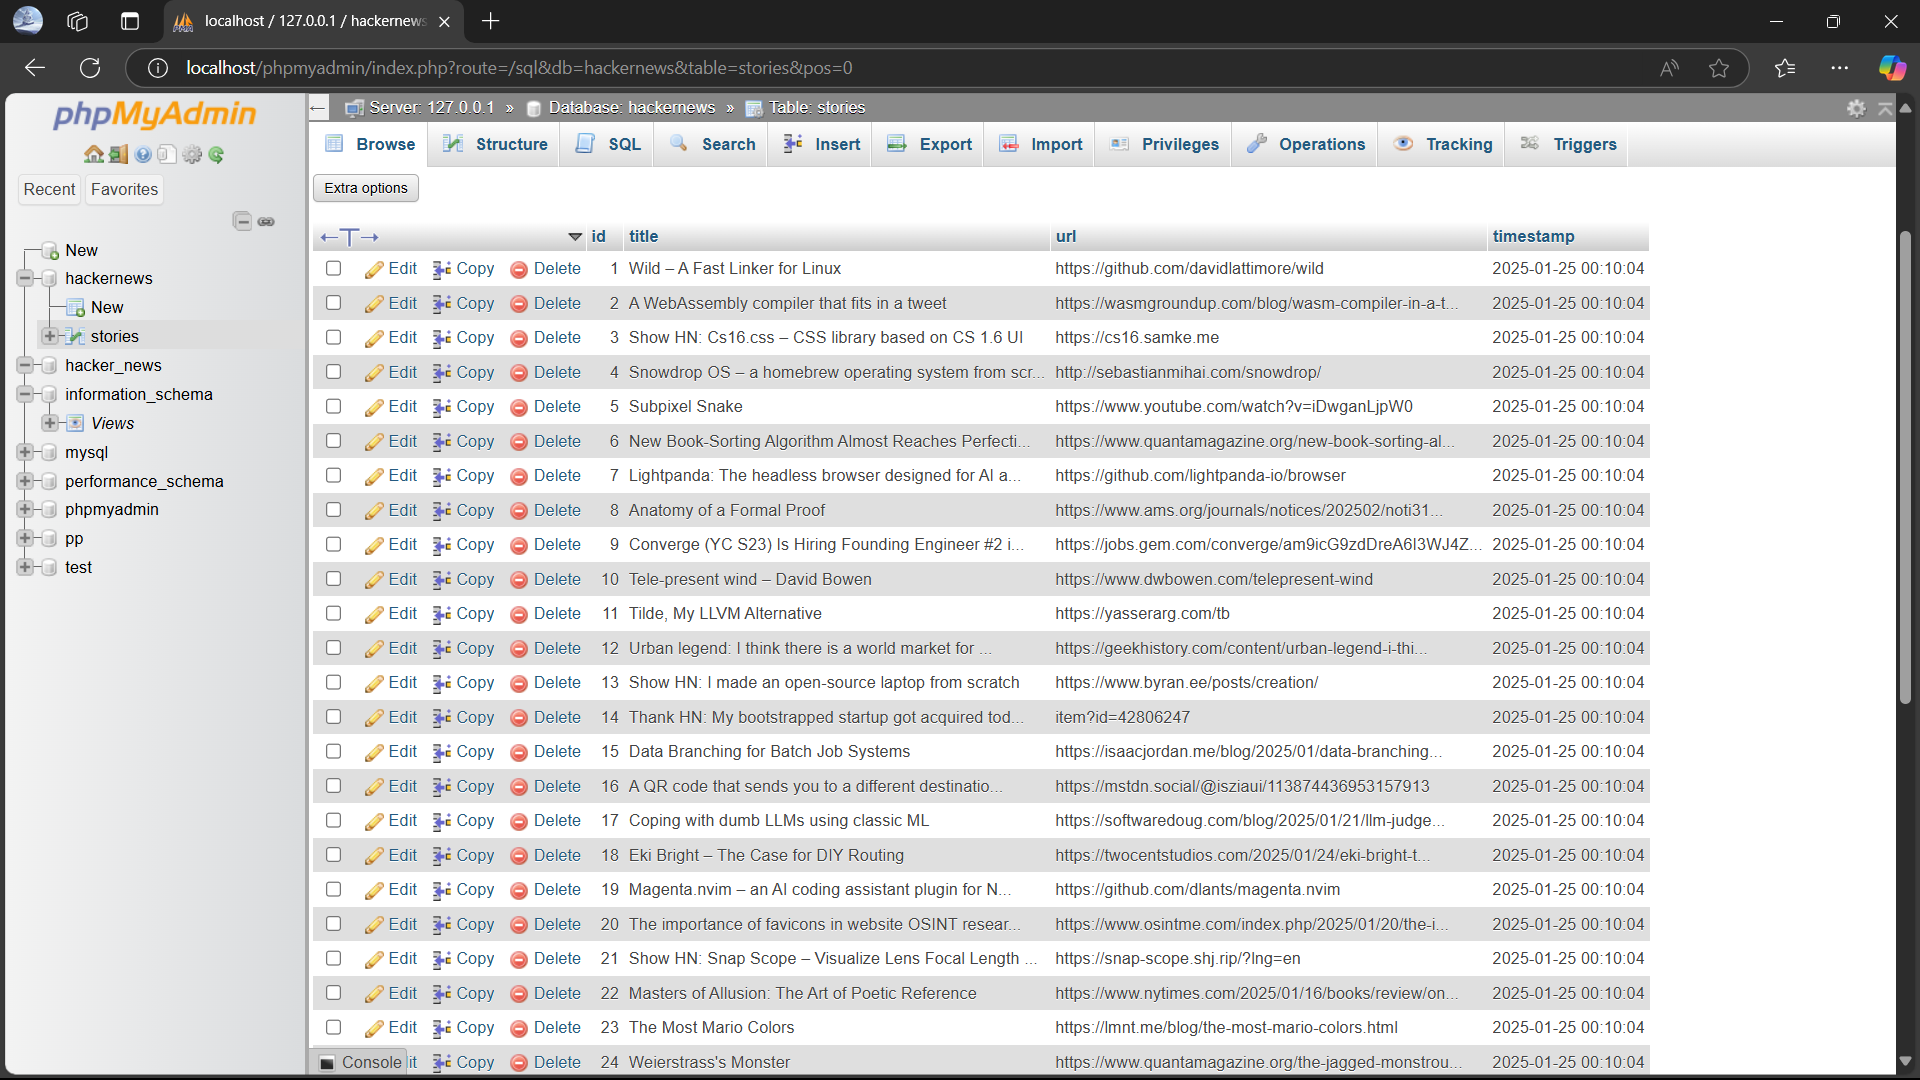 localhost / 127.0.0.1 / hackernews
localhost/phpmyadmin/index.php?route=/sql&db=hackernews&table=stories&pos=0
phpMyAdmin
Recent Favorites
New
hackernews
New
stories
hacker_news
information_schema
Views
mysql
performance_schema
phpmyadmin
pp
test
Server: 127.0.0.1 » Database: hackernews » Table: stories
Browse Structure SQL Search Insert Export Import Privileges Operations Tracking Triggers
Extra options
←T→ id title url timestamp
Edit Copy Delete 1 Wild – A Fast Linker for Linux https://github.com/davidlattimore/wild 2025-01-25 00:10:04
Edit Copy Delete 2 A WebAssembly compiler that fits in a tweet https://wasmgroundup.com/blog/wasm-compiler-in-a-t... 2025-01-25 00:10:04
Edit Copy Delete 3 Show HN: Cs16.css – CSS library based on CS 1.6 UI https://cs16.samke.me 2025-01-25 00:10:04
Edit Copy Delete 4 Snowdrop OS – a homebrew operating system from scr... http://sebastianmihai.com/snowdrop/ 2025-01-25 00:10:04
Edit Copy Delete 5 Subpixel Snake https://www.youtube.com/watch?v=iDwganLjpW0 2025-01-25 00:10:04
Edit Copy Delete 6 New Book-Sorting Algorithm Almost Reaches Perfecti... https://www.quantamagazine.org/new-book-sorting-al... 2025-01-25 00:10:04
Edit Copy Delete 7 Lightpanda: The headless browser designed for AI a... https://github.com/lightpanda-io/browser 2025-01-25 00:10:04
Edit Copy Delete 8 Anatomy of a Formal Proof https://www.ams.org/journals/notices/202502/noti31... 2025-01-25 00:10:04
Edit Copy Delete 9 Converge (YC S23) Is Hiring Founding Engineer #2 i... https://jobs.gem.com/converge/am9icG9zdDreA6I3WJ4Z... 2025-01-25 00:10:04
Edit Copy Delete 10 Tele-present wind – David Bowen https://www.dwbowen.com/telepresent-wind 2025-01-25 00:10:04
Edit Copy Delete 11 Tilde, My LLVM Alternative https://yasserarg.com/tb 2025-01-25 00:10:04
Edit Copy Delete 12 Urban legend: I think there is a world market for ... https://geekhistory.com/content/urban-legend-i-thi... 2025-01-25 00:10:04
Edit Copy Delete 13 Show HN: I made an open-source laptop from scratch https://www.byran.ee/posts/creation/ 2025-01-25 00:10:04
Edit Copy Delete 14 Thank HN: My bootstrapped startup got acquired tod... item?id=42806247 2025-01-25 00:10:04
Edit Copy Delete 15 Data Branching for Batch Job Systems https://isaacjordan.me/blog/2025/01/data-branching... 2025-01-25 00:10:04
Edit Copy Delete 16 A QR code that sends you to a different destinatio... https://mstdn.social/@isziaui/113874436953157913 2025-01-25 00:10:04
Edit Copy Delete 17 Coping with dumb LLMs using classic ML https://softwaredoug.com/blog/2025/01/21/llm-judge... 2025-01-25 00:10:04
Edit Copy Delete 18 Eki Bright – The Case for DIY Routing https://twocentstudios.com/2025/01/24/eki-bright-t... 2025-01-25 00:10:04
Edit Copy Delete 19 Magenta.nvim – an AI coding assistant plugin for N... https://github.com/dlants/magenta.nvim 2025-01-25 00:10:04
Edit Copy Delete 20 The importance of favicons in website OSINT resear... https://www.osintme.com/index.php/2025/01/20/the-i... 2025-01-25 00:10:04
Edit Copy Delete 21 Show HN: Snap Scope – Visualize Lens Focal Length ... https://snap-scope.shj.rip/?lng=en 2025-01-25 00:10:04
Edit Copy Delete 22 Masters of Allusion: The Art of Poetic Reference https://www.nytimes.com/2025/01/16/books/review/on... 2025-01-25 00:10:04
Edit Copy Delete 23 The Most Mario Colors https://lmnt.me/blog/the-most-mario-colors.html 2025-01-25 00:10:04
Console it Copy Delete 24 Weierstrass's Monster https://www.quantamagazine.org/the-jagged-monstrou... 2025-01-25 00:10:04